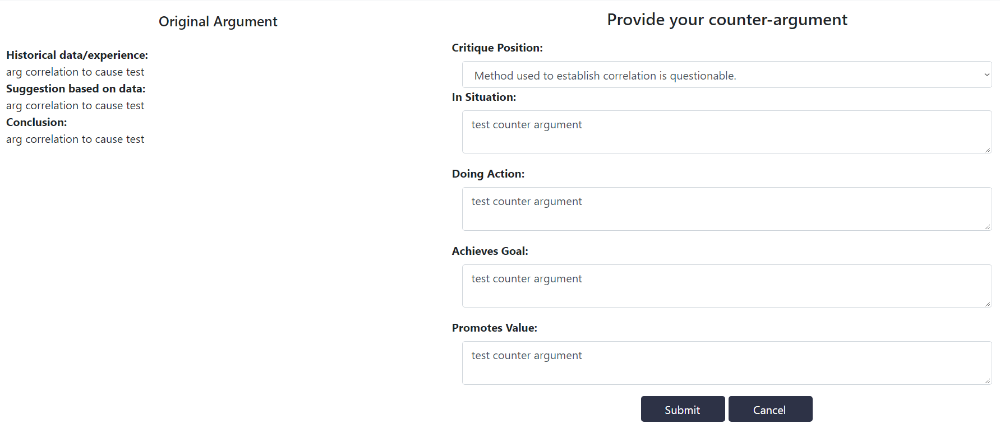 Original Argument
Historical data/experience:
arg correlation to cause test
Suggestion based on data:
arg correlation to cause test
Conclusion:
arg correlation to cause test
Provide your counter-argument
Critique Position:
Method used to establish correlation is questionable.
In Situation:
test counter argument
Doing Action:
test counter argument
Achieves Goal:
test counter argument
Promotes Value:
test counter argument
Submit
Cancel